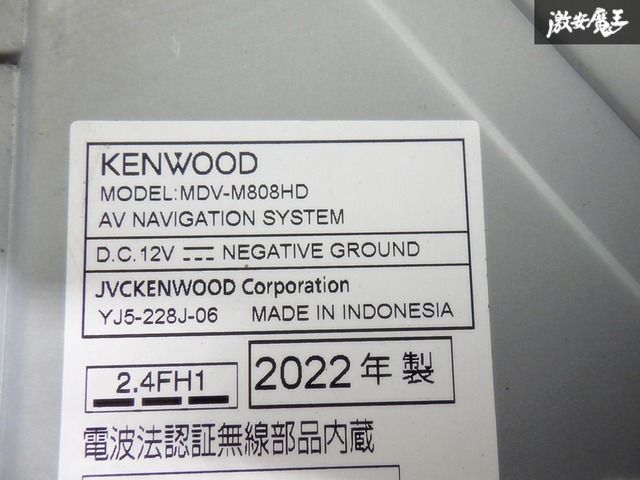 激安魔王
KENWOOD
MODEL:MDV-M808HD
AV NAVIGATION SYSTEM
D.C.12V ⎓ NEGATIVE GROUND
JVCKENWOOD Corporation
YJ5-228J-06 MADE IN INDONESIA
2.4FH1
2022年 製
電波法認証無線部品内蔵